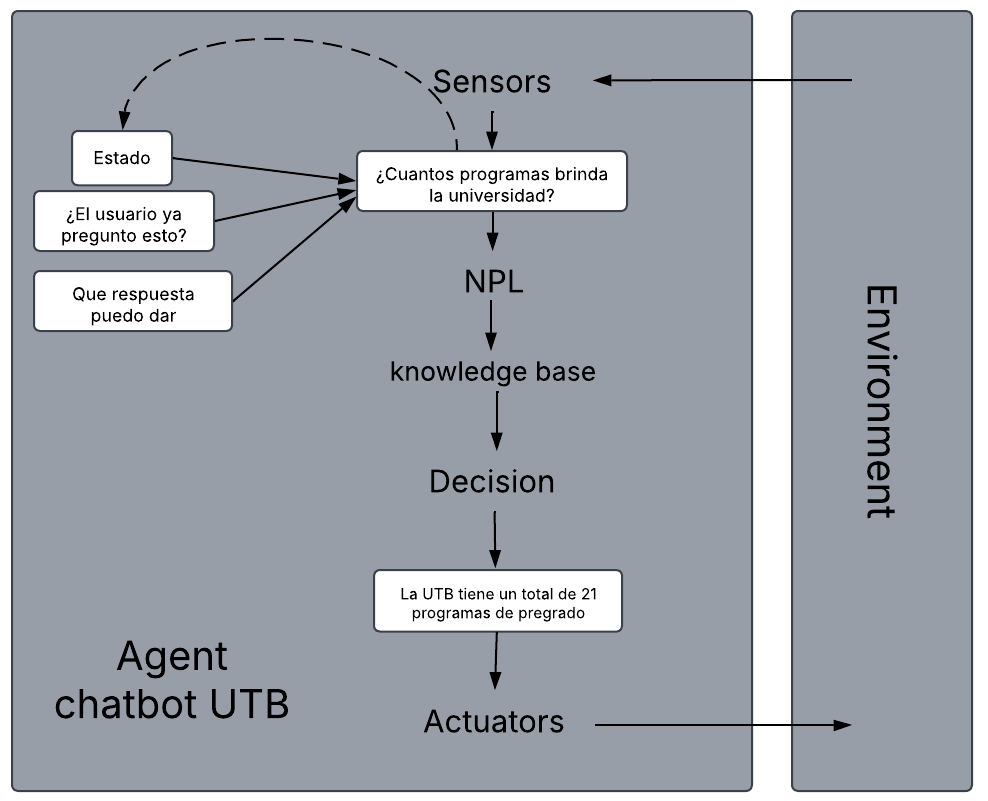 Sensors
Estado
¿Cuantos programas brinda
la universidad?
¿El usuario ya
pregunto esto?
Que respuesta
puedo dar
NPL
knowledge base
Decision
La UTB tiene un total de 21
programas de pregrado
Agent
chatbot UTB
Actuators
Environment